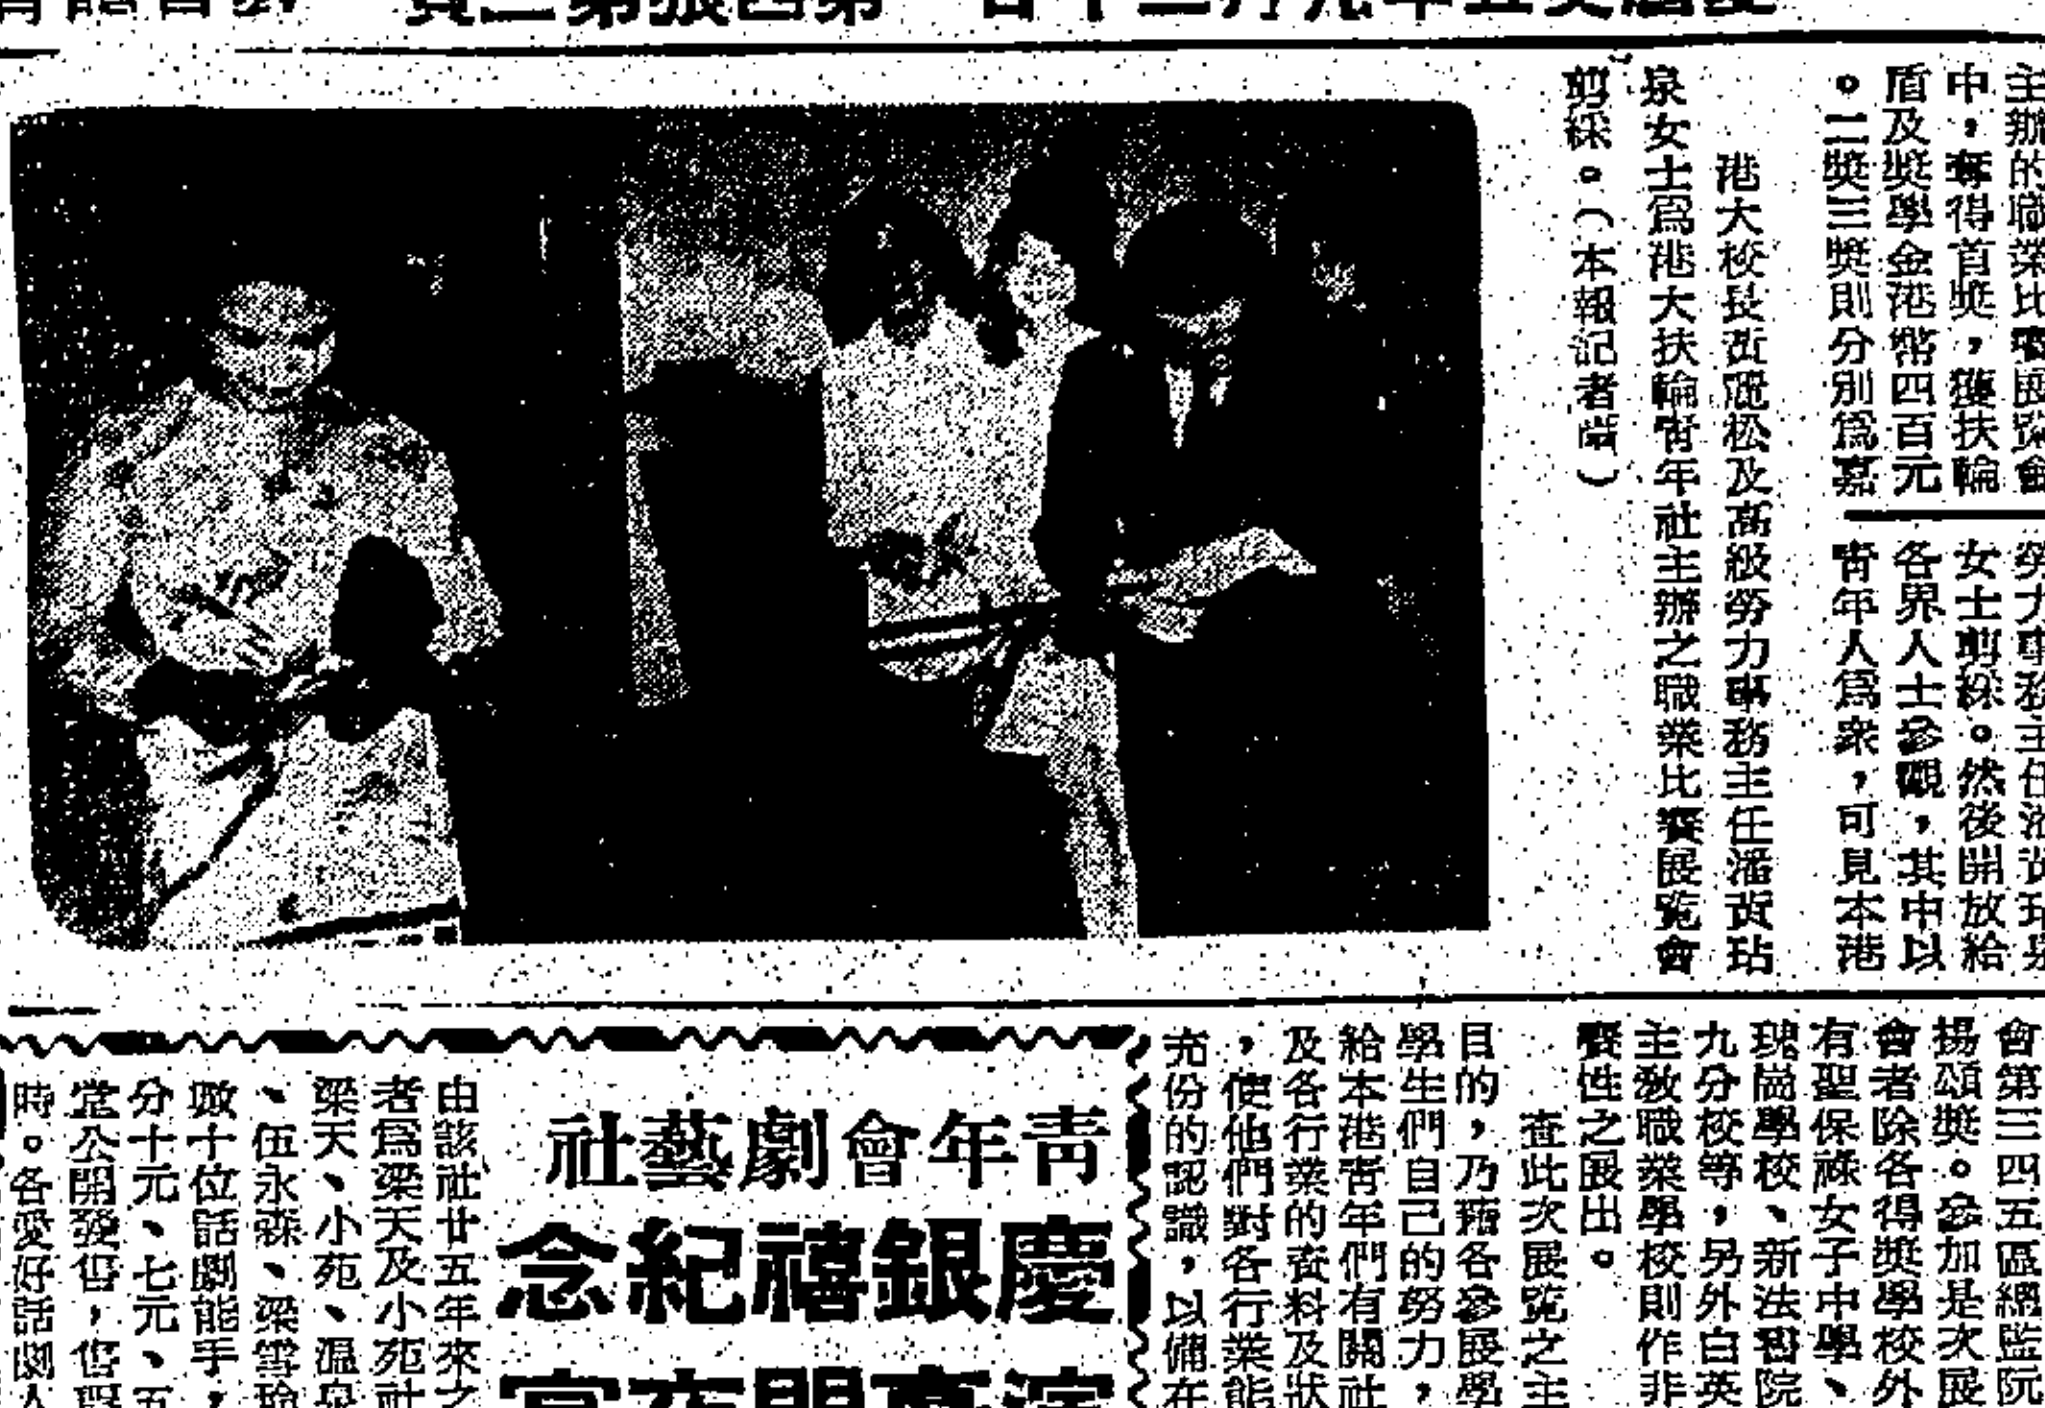 主辦的職業比賽展覽會
中，奪得首獎，獲扶輪
盾及獎學金港幣四百元
。二獎三獎則分別爲嘉
女士剪綵。然後開放給
各界人士參觀，其中以
青年人爲衆，可見本港
港大校長黃麗松及高級勞力事務主任潘黃玷
泉女士爲港大扶輪青年社主辦之職業比賽展覽會
剪綵。（本報記者攝）
會第三四五區總監阮
揚頒獎。參加是次展
會者除各得獎學校外
有聖保祿女子中學、
瑰崗學校、新法書院
九分校等，另外白英
主敎職業學校則作非
賽性之展出。
查此次展覽之主
目的，乃藉各參展學
學生們自己的努力，
給本港青年們有關社
及各行業的資料及狀
，使他們對各行業能
充份的認識，以備在
青年會劇藝社
慶銀禧紀念
由該社廿五年來之
者爲梁天及小苑社
梁天、小苑、溫泉
、伍永森、梁雪瑜
數十位話劇能手，
分十元、七元、五
堂公開發售，售票
時。各愛好話劇人